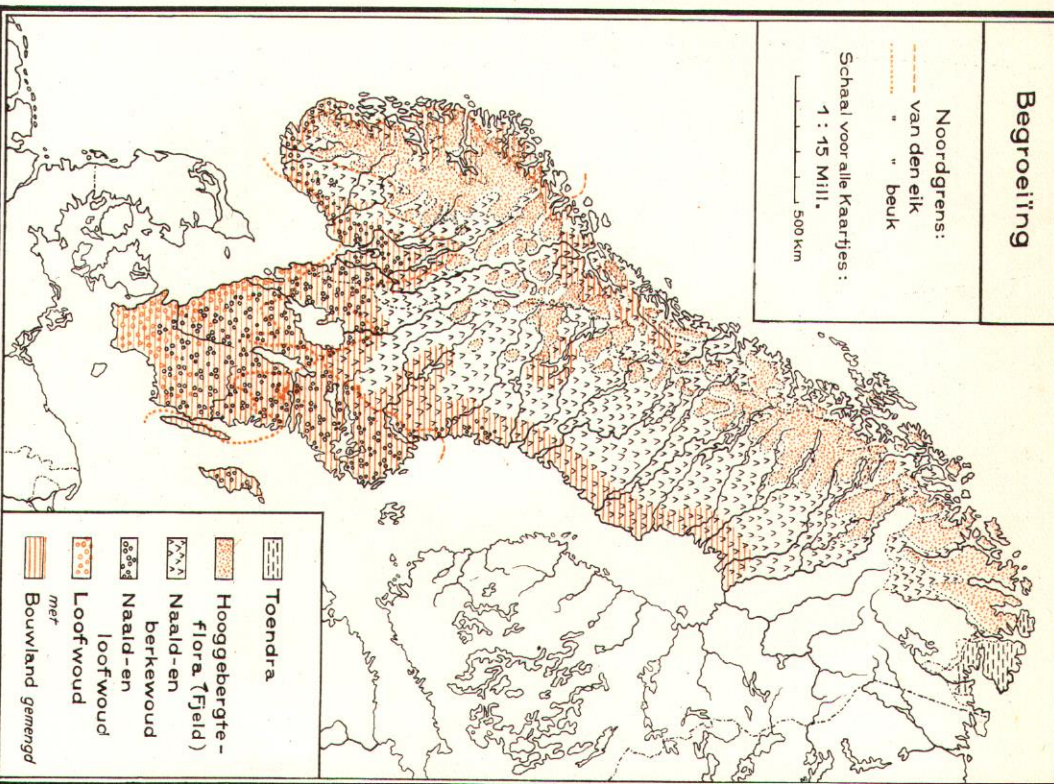 Begroeiïng
Noordgrens:
van den eik
" " beuk
Schaal voor alle Kaartjes:
1 : 15 Mill.
500 km
Toendra
Hooggebergte-
flora (Fjeld)
Naald-en
berkewoud
Naald-en
loofwoud
Loofwoud
met
Bouwland gemengd